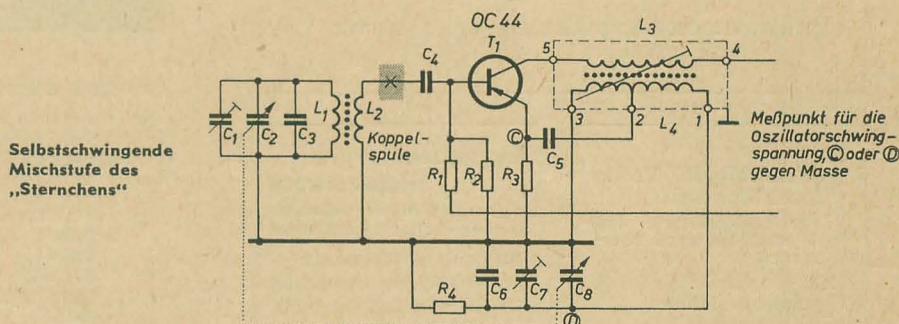 OC 44
T1
L3
5
4
C4
L1
L2
C1
C2
C3
Koppel-
spule
3
2
L4
1
C
C5
Meßpunkt für die
Oszillatorschwing-
spannung, C oder D
gegen Masse
Selbstschwingende
Mischstufe des
„Sternchens“
R1
R2
R3
R4
C6
C7
C8
D